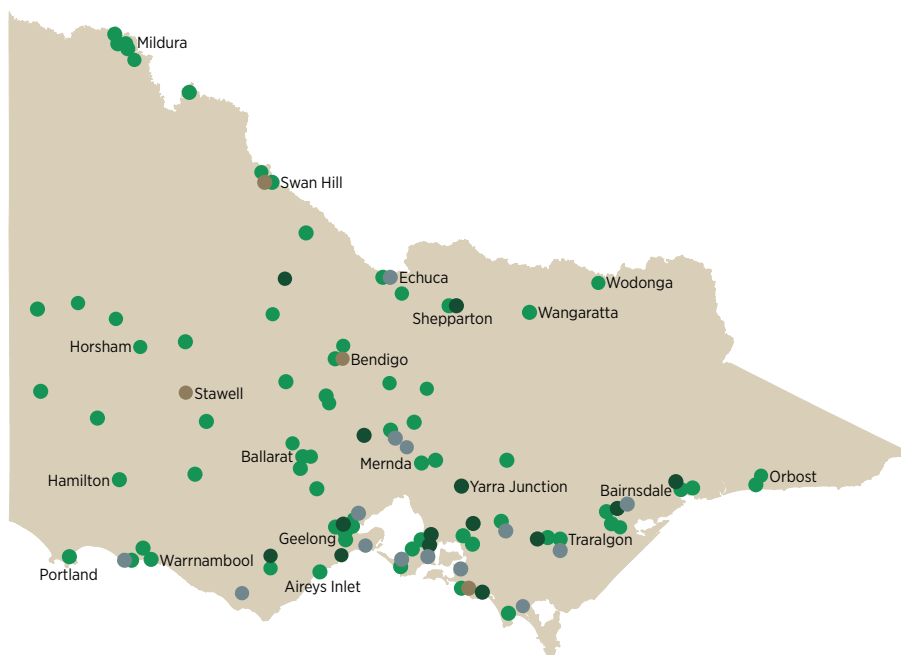 Mildura
Swan Hill
Echuca
Wodonga
Shepparton
Wangaratta
Horsham
Bendigo
Stawell
Ballarat
Mernda
Hamilton
Yarra Junction
Bairnsdale
Orbost
Geelong
Traralgon
Warrnambool
Portland
Aireys Inlet